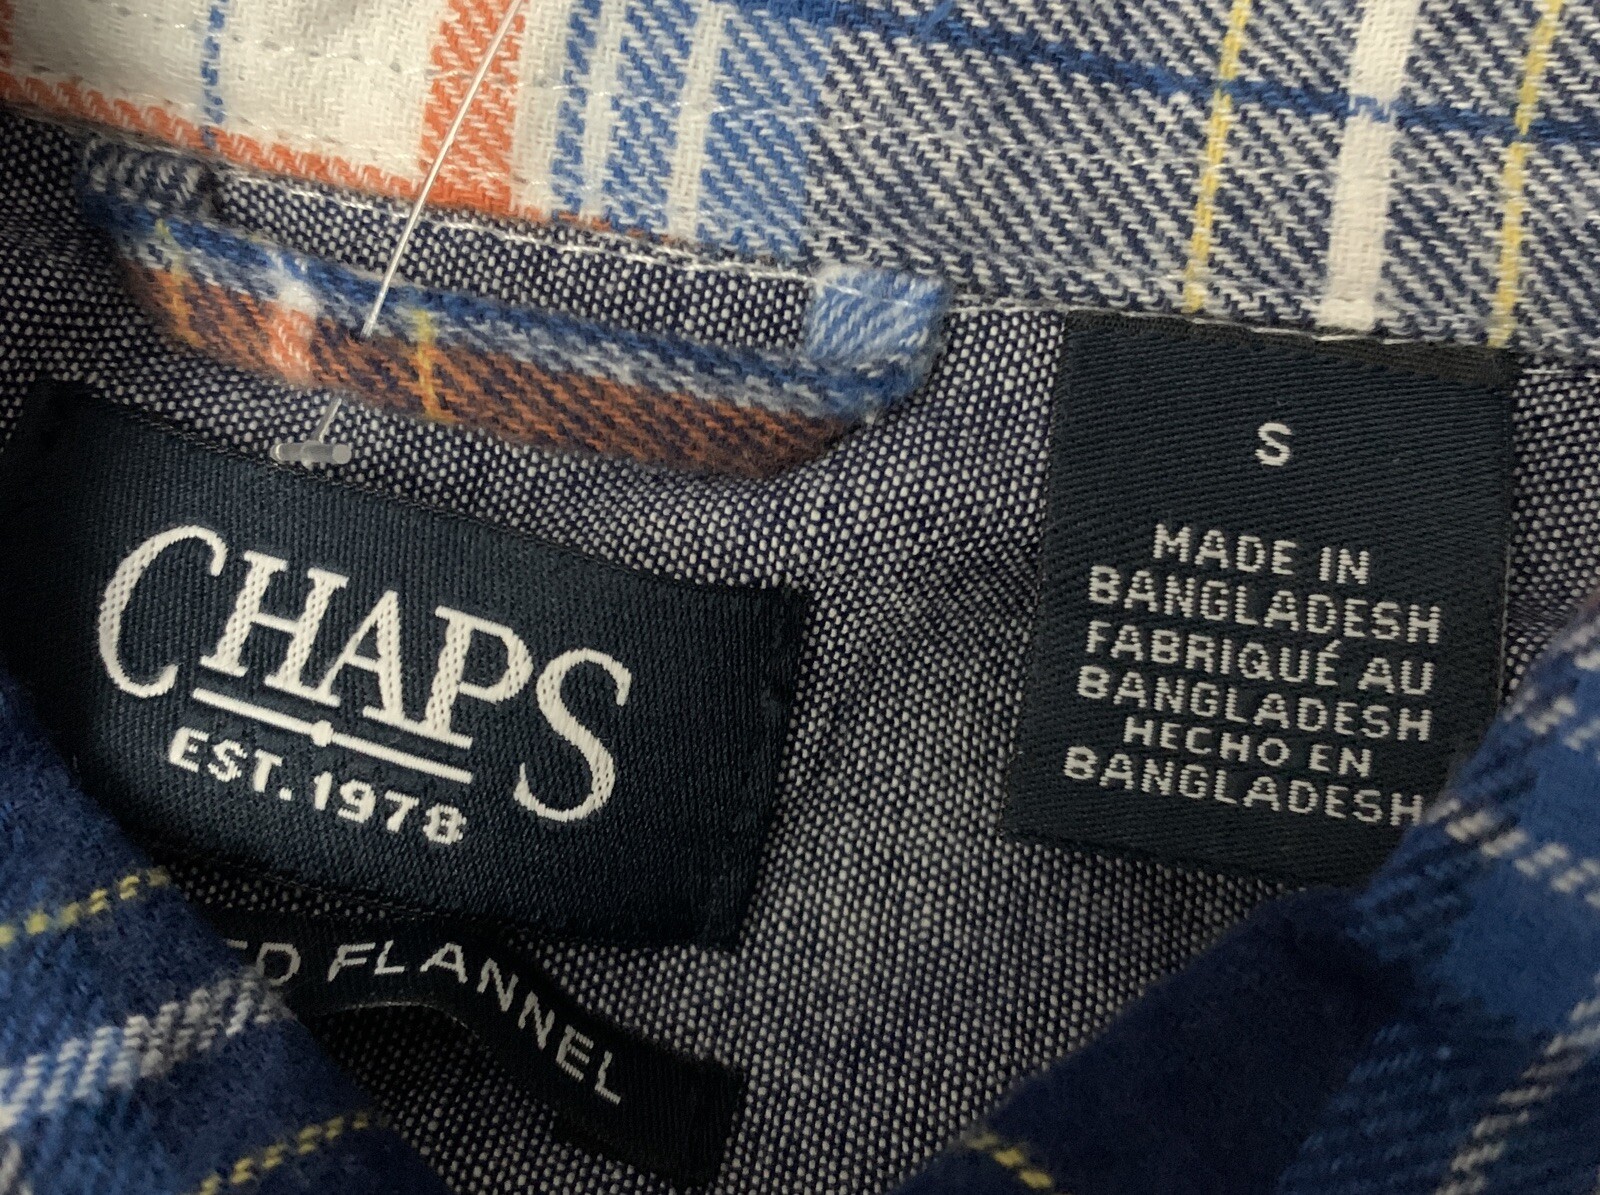 CHAPS
EST. 1978
FLANNEL
S
MADE IN
BANGLADESH
FABRIQUÉ AU
BANGLADESH
HECHO EN
BANGLADESH